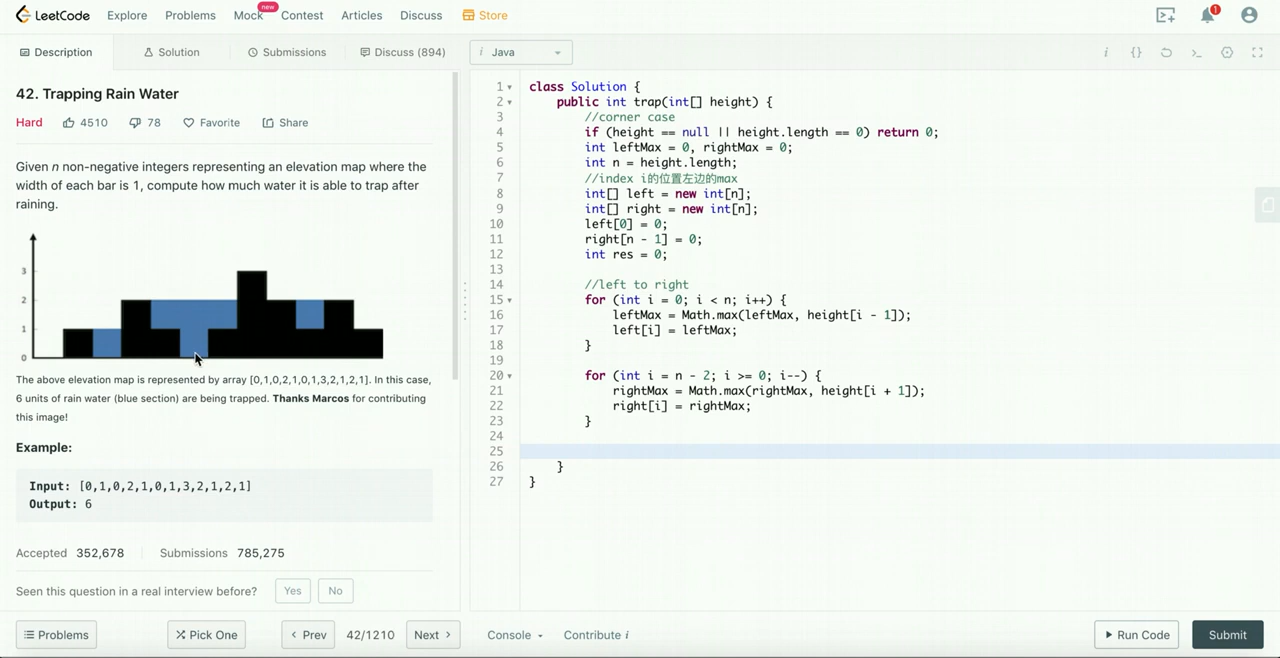 LeetCode
Explore
Problems
Mock
new
Contest
Articles
Discuss
Store
1
Description
Solution
Submissions
Discuss (894)
i Java
42. Trapping Rain Water
Hard
4510
78
Favorite
Share
Given n non-negative integers representing an elevation map where the
width of each bar is 1, compute how much water it is able to trap after
raining.
3
2
1
0
The above elevation map is represented by array [0,1,0,2,1,0,1,3,2,1,2,1]. In this case,
6 units of rain water (blue section) are being trapped. Thanks Marcos for contributing
this image!
Example:
Input: [0,1,0,2,1,0,1,3,2,1,2,1]
Output: 6
Accepted 352,678 Submissions 785,275
Seen this question in a real interview before? Yes No
Problems
Pick One
< Prev
42/1210
Next >
1 class Solution {
2 public int trap(int[] height) {
3 //corner case
4 if (height == null || height.length == 0) return 0;
5 int leftMax = 0, rightMax = 0;
6 int n = height.length;
7 //index i的位置左边的max
8 int[] left = new int[n];
9 int[] right = new int[n];
10 left[0] = 0;
11 right[n - 1] = 0;
12 int res = 0;
13
14 //left to right
15 for (int i = 0; i < n; i++) {
16 leftMax = Math.max(leftMax, height[i - 1]);
17 left[i] = leftMax;
18 }
19
20 for (int i = n - 2; i >= 0; i--) {
21 rightMax = Math.max(rightMax, height[i + 1]);
22 right[i] = rightMax;
23 }
24
25
26 }
27 }
Console
Contribute i
Run Code
Submit